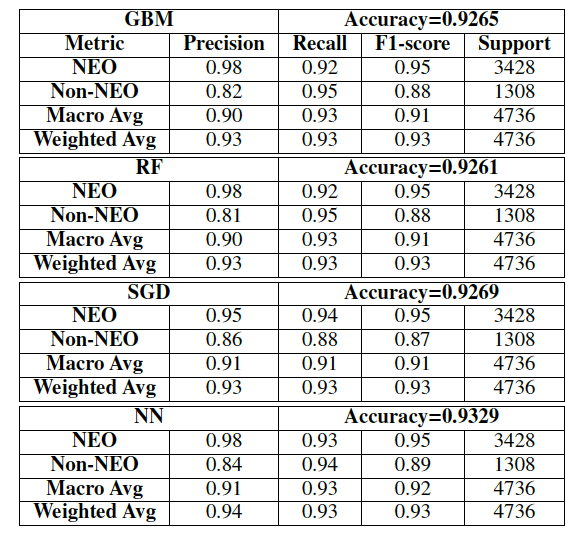 GBM Accuracy=0.9265
Metric Precision Recall F1-score Support
NEO 0.98 0.92 0.95 3428
Non-NEO 0.82 0.95 0.88 1308
Macro Avg 0.90 0.93 0.91 4736
Weighted Avg 0.93 0.93 0.93 4736
RF Accuracy=0.9261
NEO 0.98 0.92 0.95 3428
Non-NEO 0.81 0.95 0.88 1308
Macro Avg 0.90 0.93 0.91 4736
Weighted Avg 0.93 0.93 0.93 4736
SGD Accuracy=0.9269
NEO 0.95 0.94 0.95 3428
Non-NEO 0.86 0.88 0.87 1308
Macro Avg 0.91 0.91 0.91 4736
Weighted Avg 0.93 0.93 0.93 4736
NN Accuracy=0.9329
NEO 0.98 0.93 0.95 3428
Non-NEO 0.84 0.94 0.89 1308
Macro Avg 0.91 0.93 0.92 4736
Weighted Avg 0.94 0.93 0.93 4736